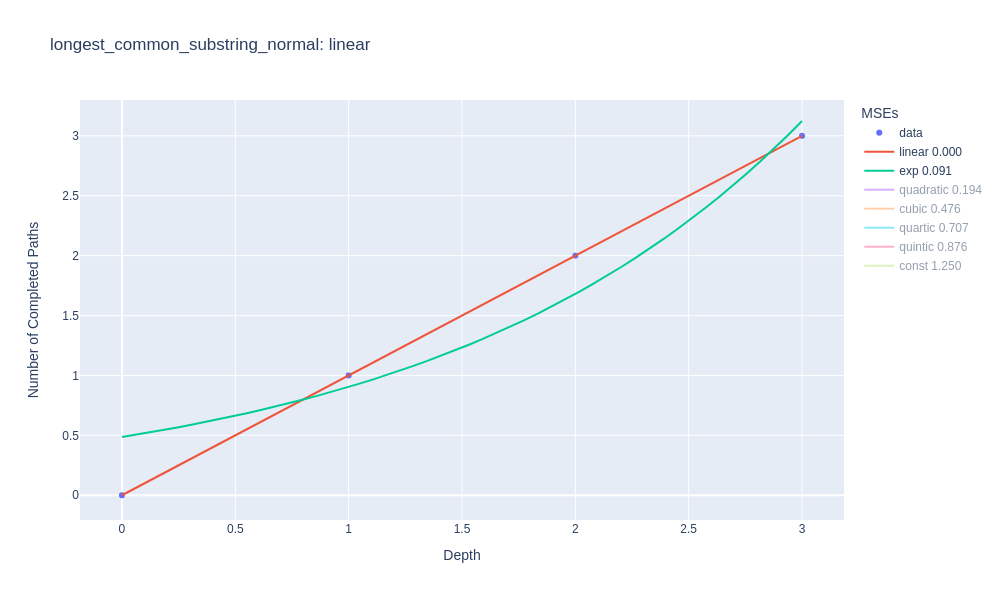 longest_common_substring_normal: linear
MSEs
data
linear 0.000
exp 0.091
quadratic 0.194
cubic 0.476
quartic 0.707
quintic 0.876
const 1.250
Number of Completed Paths
3
2.5
2
1.5
1
0.5
0
0 0.5 1 1.5 2 2.5 3
Depth